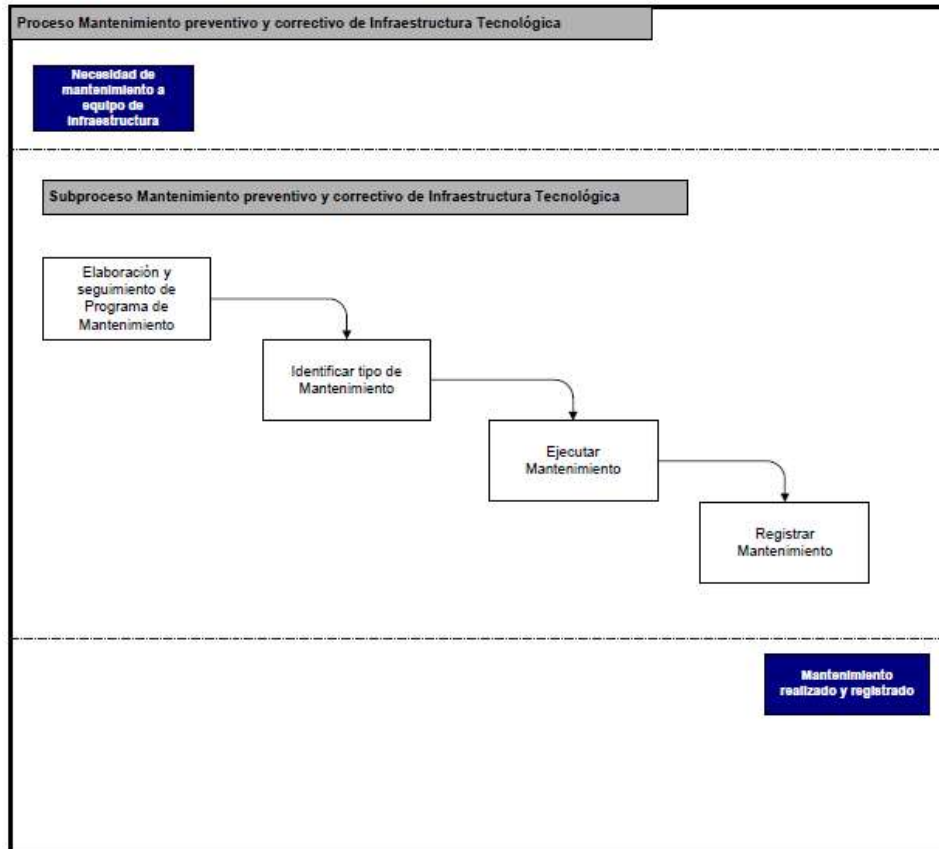 Proceso Mantenimiento preventivo y correctivo de Infraestructura Tecnológica
Necesidad de
mantenimiento a
equipo de
infraestructura
Subproceso Mantenimiento preventivo y correctivo de Infraestructura Tecnológica
Elaboración y
seguimiento de
Programa de
Mantenimiento
Identificar tipo de
Mantenimiento
Ejecutar
Mantenimiento
Registrar
Mantenimiento
Mantenimiento
realizado y registrado